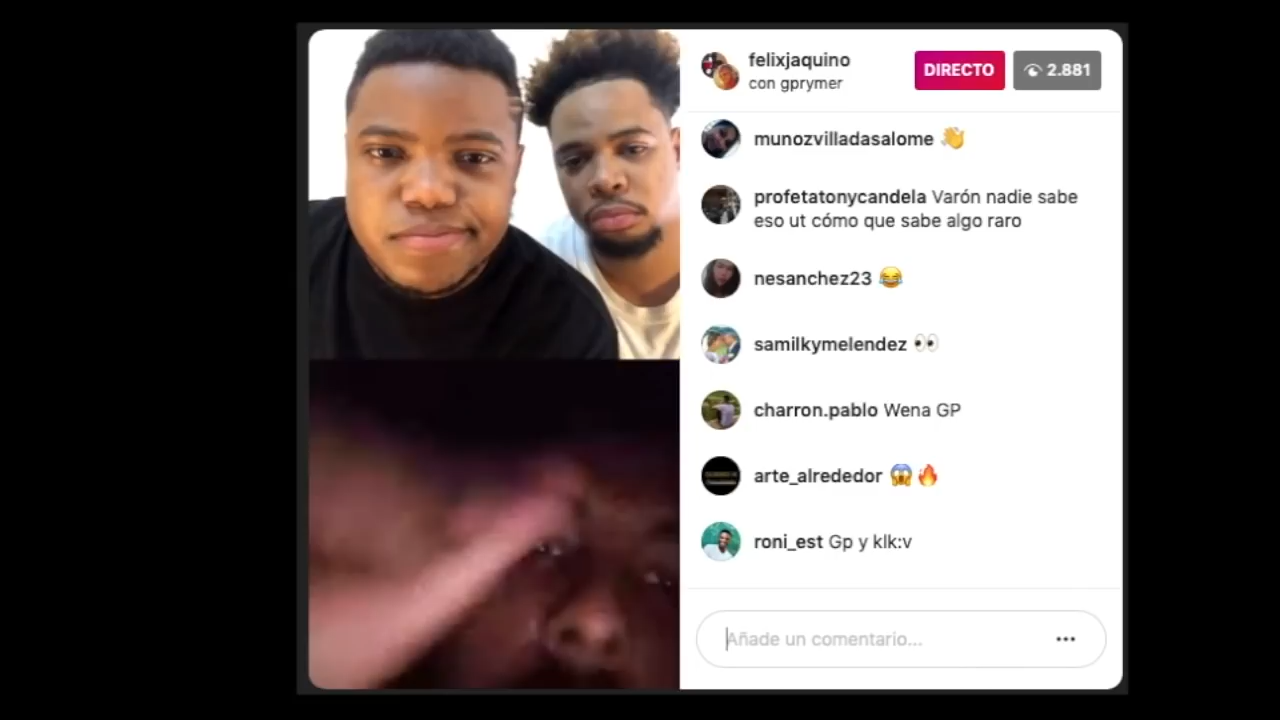 felixjaquino
con gprymer
DIRECTO
2.881
munozvilladasalome 👋
profetatonycandela Varón nadie sabe
eso ut cómo que sabe algo raro
nesanchez23 😂
samilkymelendez 👀
charron.pablo Wena GP
arte_alrededor 😱🔥
roni_est Gp y klk:v
Añade un comentario...